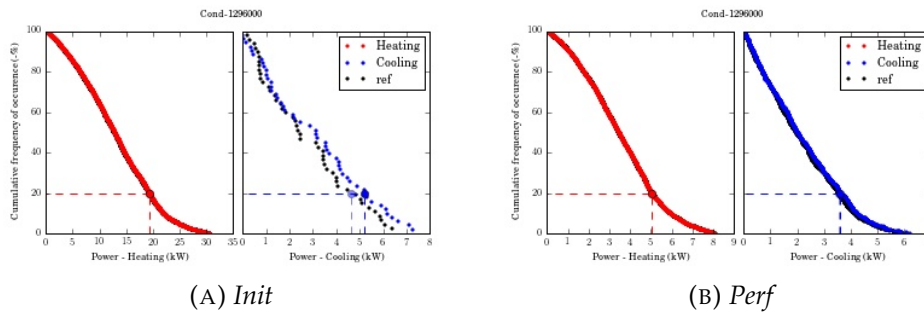 Cond-1296000
Cumulative frequency of occurence(-%)
100
80
60
40
20
0
0 5 10 15 20 25 30 35
Power - Heating (kW)
Heating
Cooling
ref
0 1 2 3 4 5 6 7 8
Power - Cooling (kW)
(A) Init
Cond-1296000
Cumulative frequency of occurence(-%)
100
80
60
40
20
0
0 1 2 3 4 5 6 7 8 9
Power - Heating (kW)
Heating
Cooling
ref
0 1 2 3 4 5 6
Power - Cooling (kW)
(B) Perf